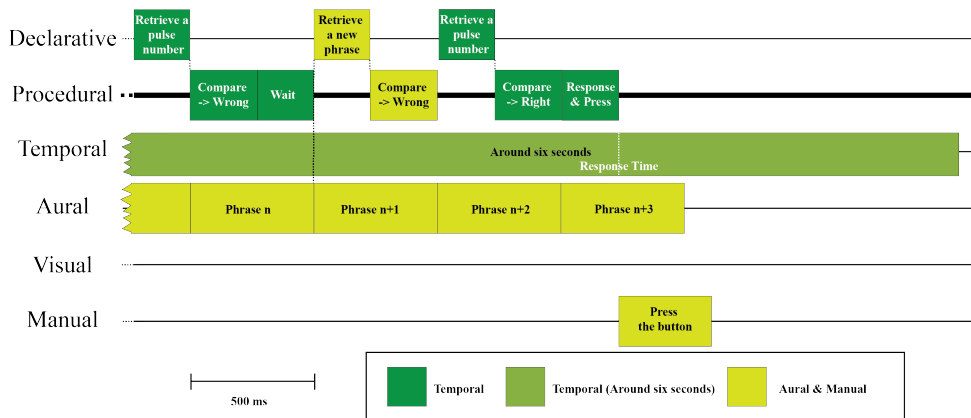 Declarative
Retrieve a
pulse
number
Retrieve
a new
phrase
Retrieve a
pulse
number
Procedural
Compare
-> Wrong
Wait
Compare
-> Wrong
Compare
-> Right
Response
& Press
Temporal
Around six seconds
Response Time
Aural
Phrase n
Phrase n+1
Phrase n+2
Phrase n+3
Visual
Manual
Press
the button
500 ms
Temporal
Temporal (Around six seconds)
Aural & Manual